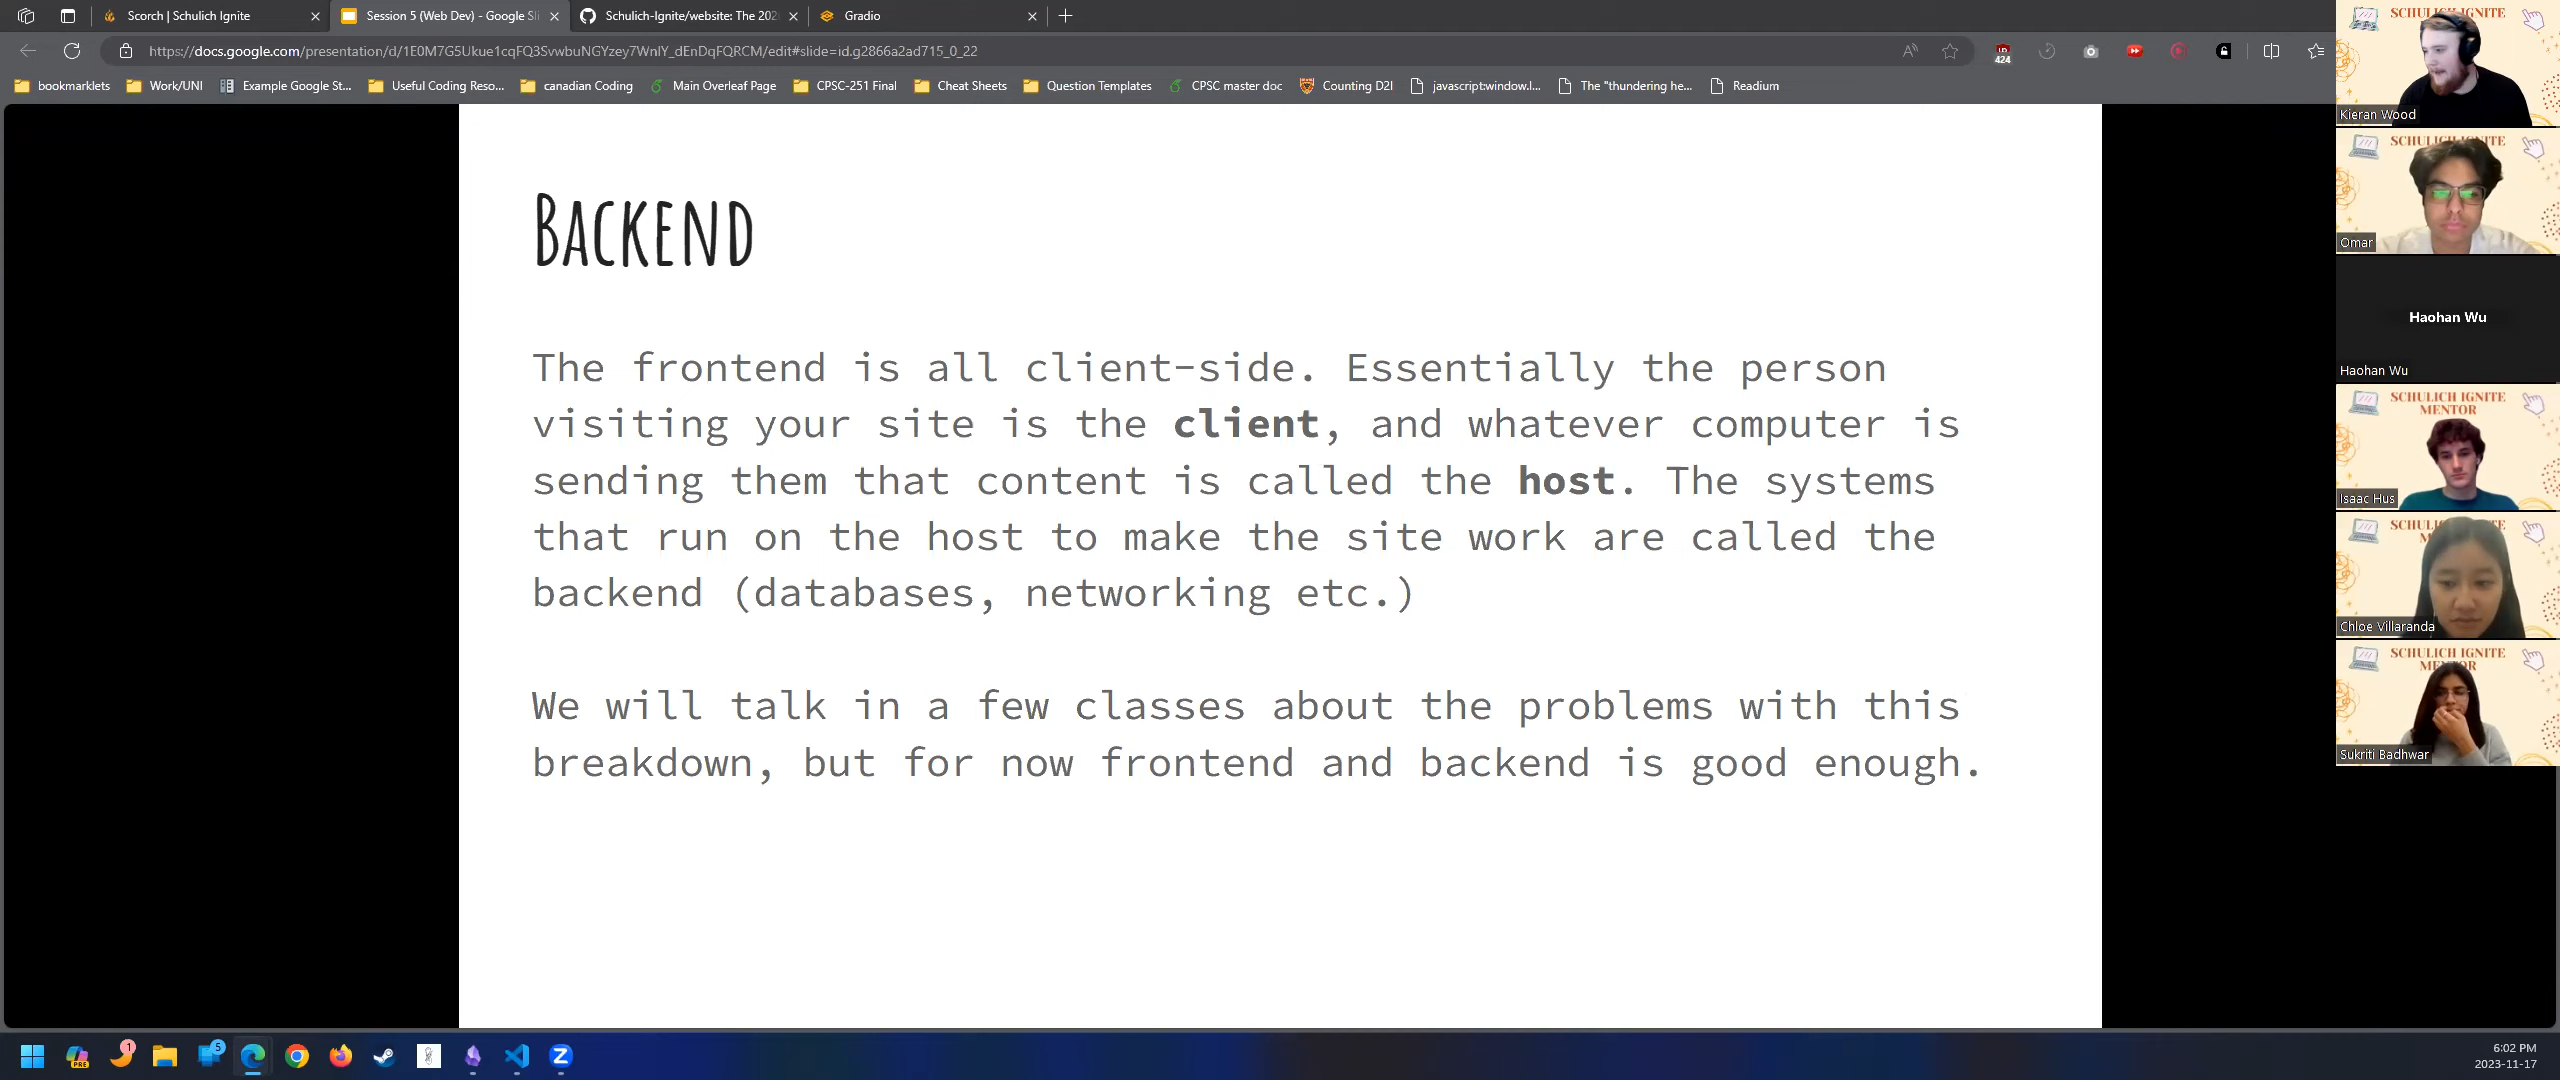 Scorch | Schulich Ignite
Session 5 (Web Dev) - Google Sli
Schulich-Ignite/website: The 202
Gradio
https://docs.google.com/presentation/d/1E0M7G5Ukue1cqFQ3SvwbuNGYzey7WnlY_dEnDqFQRCM/edit#slide=id.g2866a2ad715_0_22
424
bookmarklets
Work/UNI
Example Google St...
Useful Coding Reso...
canadian Coding
Main Overleaf Page
CPSC-251 Final
Cheat Sheets
Question Templates
CPSC master doc
Counting D2l
javascript:window.l...
The "thundering he...
Readium
BACKEND
The frontend is all client-side. Essentially the person
visiting your site is the client, and whatever computer is
sending them that content is called the host. The systems
that run on the host to make the site work are called the
backend (databases, networking etc.)
We will talk in a few classes about the problems with this
breakdown, but for now frontend and backend is good enough.
Kieran Wood
Omar
Haohan Wu
Haohan Wu
SCHULICH IGNITE
MENTOR
Isaac Hus
Chloe Villaranda
SCHULICH IGNITE
Sukriti Badhwar
PRE
1
5
6:02 PM
2023-11-17